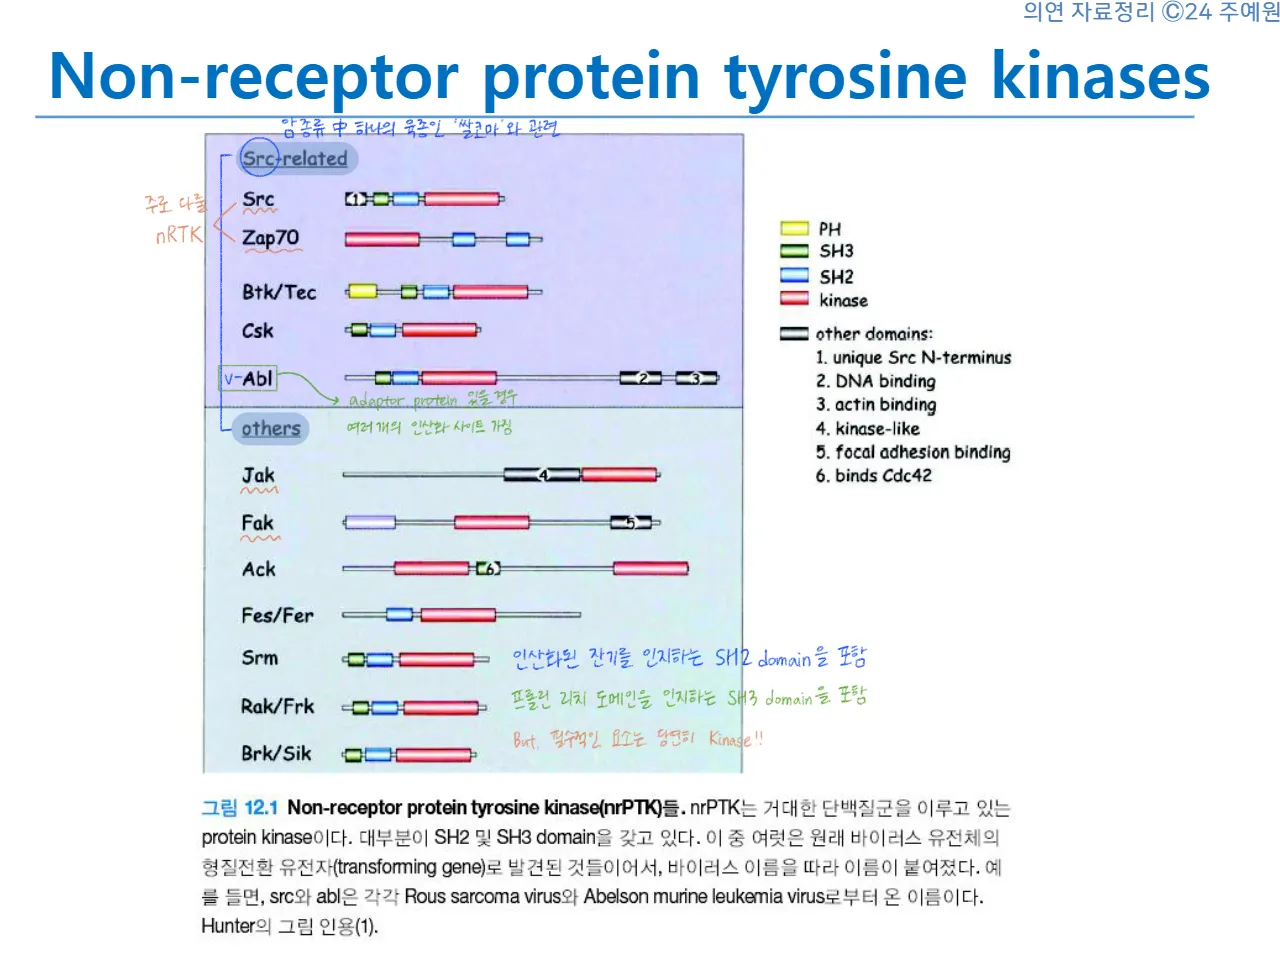 의연 자료정리 Ⓒ24 주예원
Non-receptor protein tyrosine kinases
암 종류 中 하나의 육종인 '쌀코마'와 관련
Src-related
주로 다룰
nRTK
Src
1
Zap70
Btk/Tec
Csk
v-Abl
2
3
adaptor protein 있을 경우
여러 개의 인산화 사이트 가짐
others
Jak
4
Fak
5
Ack
6
Fes/Fer
Srm
Rak/Frk
Brk/Sik
인산화된 잔기를 인지하는 SH2 domain을 포함
프롤린 리치 도메인을 인지하는 SH3 domain을 포함
But, 필수적인 요소는 당연히 Kinase!!
PH
SH3
SH2
kinase
other domains:
1. unique Src N-terminus
2. DNA binding
3. actin binding
4. kinase-like
5. focal adhesion binding
6. binds Cdc42
그림 12.1 Non-receptor protein tyrosine kinase(nrPTK)들. nrPTK는 거대한 단백질군을 이루고 있는
protein kinase이다. 대부분이 SH2 및 SH3 domain을 갖고 있다. 이 중 여럿은 원래 바이러스 유전체의
형질전환 유전자(transforming gene)로 발견된 것들이어서, 바이러스 이름을 따라 이름이 붙여졌다. 예
를 들면, src와 abl은 각각 Rous sarcoma virus와 Abelson murine leukemia virus로부터 온 이름이다.
Hunter의 그림 인용(1).